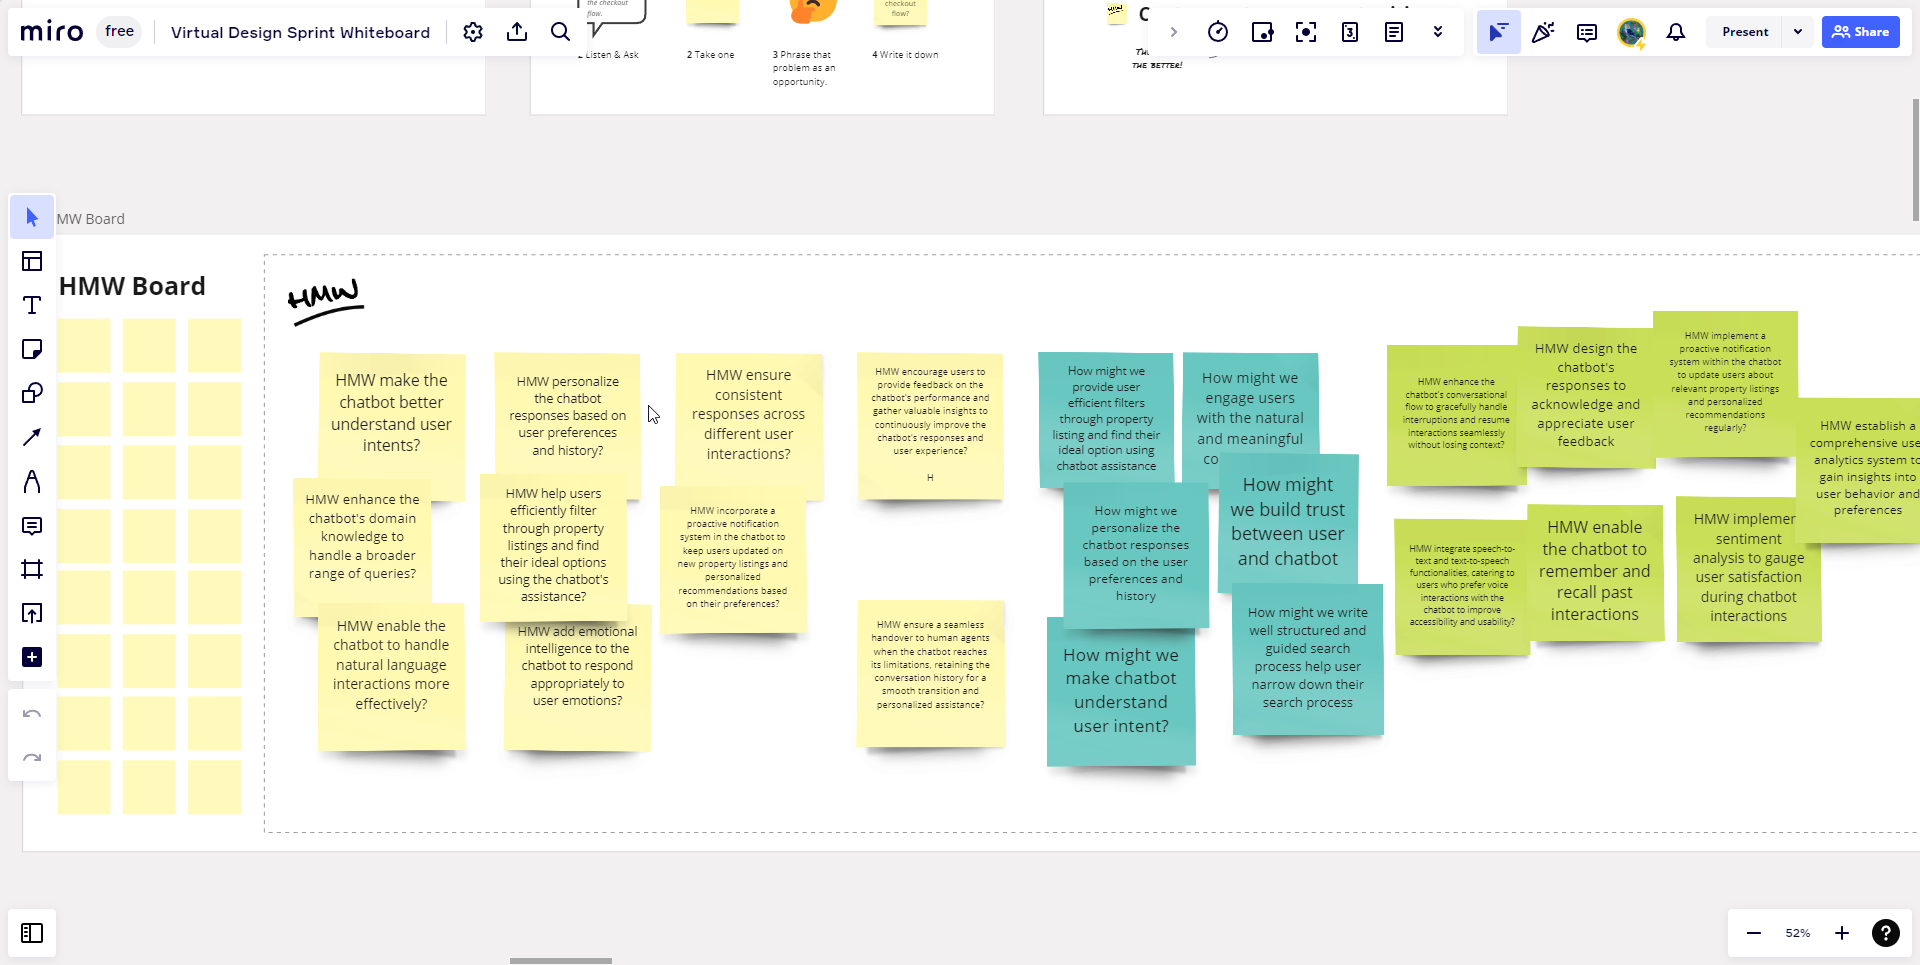 miro free Virtual Design Sprint Whiteboard
the checkout
flow.
checkout
flow?
Listen & Ask
2 Take one
3 Phrase that
problem as an
opportunity.
4 Write it down
THE BETTER!
Present
Share
MW Board
HMW Board
HMW
HMW make the
chatbot better
understand user
intents?
HMW personalize
the chatbot
responses based on
user preferences
and history?
HMW ensure
consistent
responses across
different user
interactions?
HMW encourage users to
provide feedback on the
chatbot's performance and
gather valuable insights to
continuously improve the
chatbot's responses and
user experience?
H
HMW enhance the
chatbot's domain
knowledge to
handle a broader
range of queries?
HMW help users
efficiently filter
through property
listings and find
their ideal options
using the chatbot's
assistance?
HMW incorporate a
proactive notification
system in the chatbot to
keep users updated on
new property listings and
personalized
recommendations based
on their preferences?
HMW enable the
chatbot to handle
natural language
interactions more
effectively?
HMW add emotional
intelligence to the
chatbot to respond
appropriately to
user emotions?
HMW ensure a seamless
handover to human agents
when the chatbot reaches
its limitations, retaining the
conversation history for a
smooth transition and
personalized assistance?
How might we
provide user
efficient filters
through property
listing and find their
ideal option using
chatbot assistance
How might we
engage users
with the natural
and meaningful
co
How might we
personalize the
chatbot responses
based on the user
preferences and
history
How might
we build trust
between user
and chatbot
How might we
make chatbot
understand
user intent?
How might we write
well structured and
guided search
process help user
narrow down their
search process
HMW enhance the
chatbot's conversational
flow to gracefully handle
interruptions and resume
interactions seamlessly
without losing context?
HMW design the
chatbot's
responses to
acknowledge and
appreciate user
feedback
HMW implement a
proactive notification
system within the chatbot
to update users about
relevant property listings
and personalized
recommendations
regularly?
HMW establish a
comprehensive use
analytics system to
gain insights into
user behavior and
preferences
HMW integrate speech-to-
text and text-to-speech
functionalities, catering to
users who prefer voice
interactions with the
chatbot to improve
accessibility and usability?
HMW enable
the chatbot to
remember and
recall past
interactions
HMW implemen
sentiment
analysis to gauge
user satisfaction
during chatbot
interactions
52%